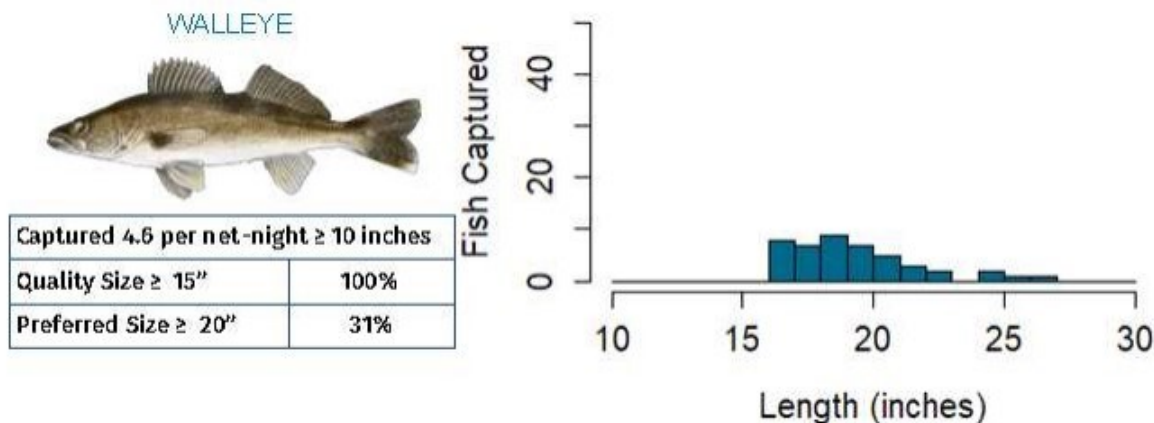 WALLEYE
Captured 4.6 per net-night ≥ 10 inches
Quality Size ≥ 15” 100%
Preferred Size ≥ 20” 31%
Fish Captured
40
20
0
10 15 20 25 30
Length (inches)